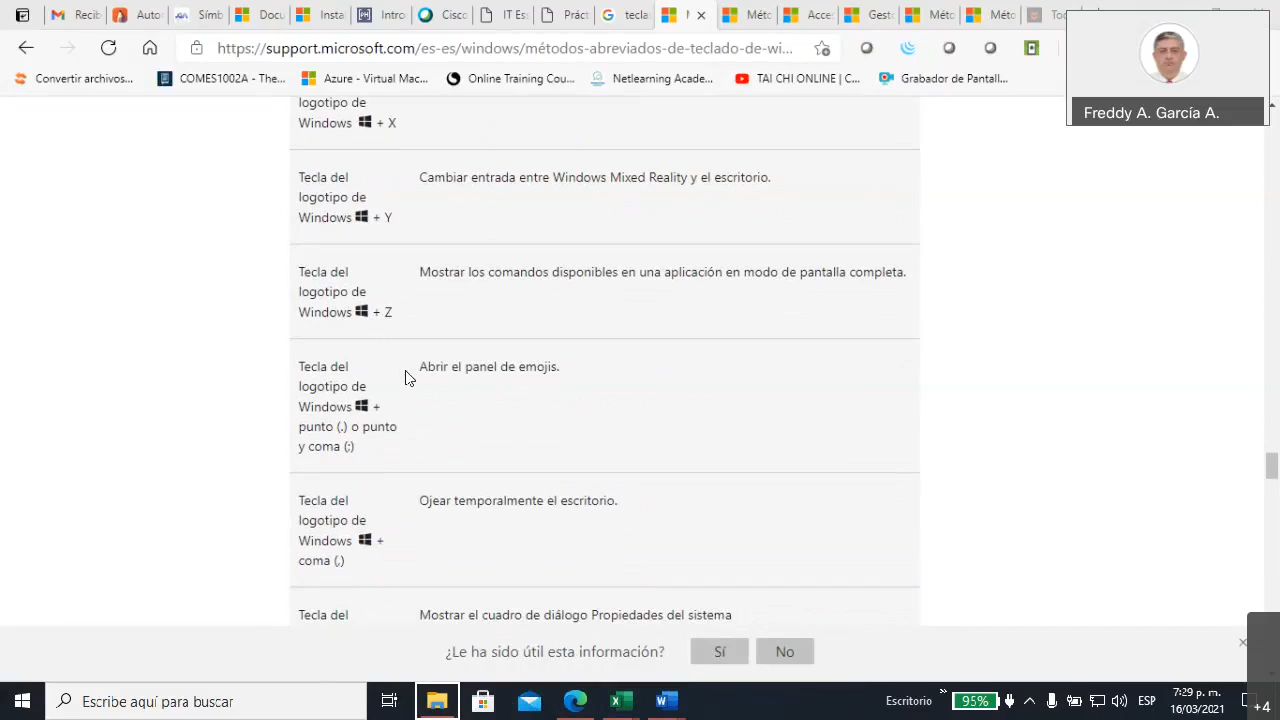 Recib
Auto
Símb
Docu
Insta
Intro
Cisco
IT Es
Práct
tecla
Méto
Acce
Gest
Méto
Méto
Too
https://support.microsoft.com/es-es/windows/métodos-abreviados-de-teclado-de-wi...
Convertir archivos...
COMES1002A - The...
Azure - Virtual Mac...
Online Training Cou...
Netlearning Acade...
TAI CHI ONLINE | C...
Grabador de Pantall...
Freddy A. García A.
logotipo de
Windows + X
Tecla del
logotipo de
Windows + Y
Cambiar entrada entre Windows Mixed Reality y el escritorio.
Tecla del
logotipo de
Windows + Z
Mostrar los comandos disponibles en una aplicación en modo de pantalla completa.
Tecla del
logotipo de
Windows +
punto (.) o punto
y coma (;)
Abrir el panel de emojis.
Tecla del
logotipo de
Windows +
coma (,)
Ojear temporalmente el escritorio.
Tecla del
Mostrar el cuadro de diálogo Propiedades del sistema
¿Le ha sido útil esta información?
Sí
No
Escribe aquí para buscar
Escritorio
95%
ESP
7:29 p. m.
16/03/2021
+4